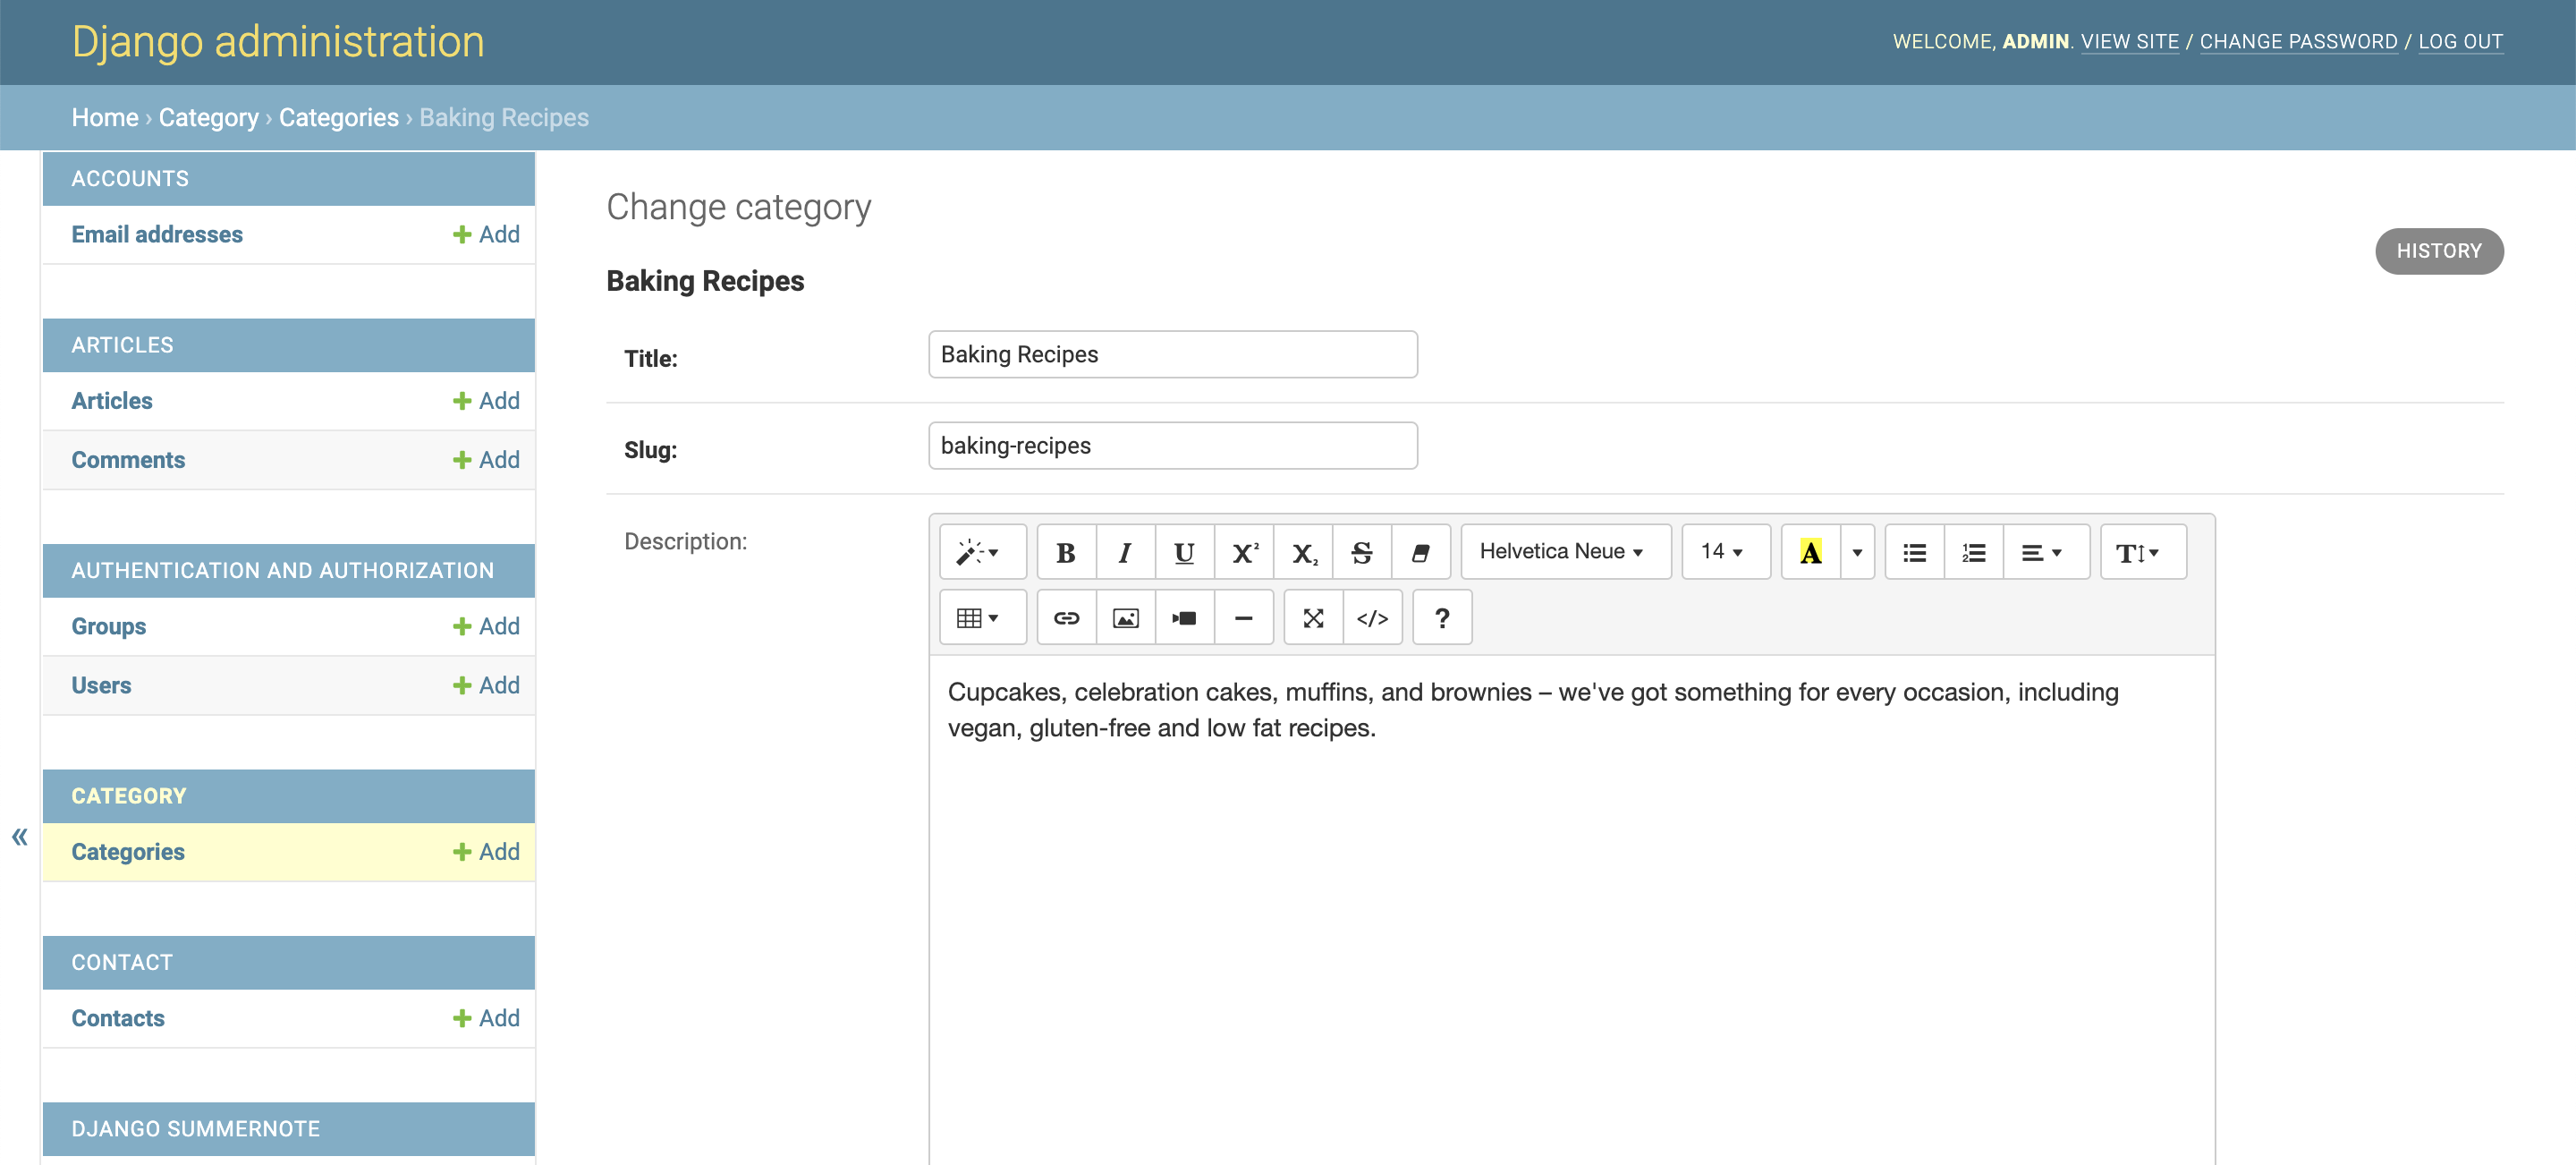 Django administration
WELCOME, ADMIN. VIEW SITE / CHANGE PASSWORD / LOG OUT
Home › Category › Categories › Baking Recipes
ACCOUNTS
Email addresses + Add
ARTICLES
Articles + Add
Comments + Add
AUTHENTICATION AND AUTHORIZATION
Groups + Add
Users + Add
CATEGORY
«
Categories + Add
CONTACT
Contacts + Add
DJANGO SUMMERNOTE
Change category
HISTORY
Baking Recipes
Title: Baking Recipes
Slug: baking-recipes
Description:
B I U X² X₂ S Helvetica Neue 14 A T
</> ?
Cupcakes, celebration cakes, muffins, and brownies – we've got something for every occasion, including
vegan, gluten-free and low fat recipes.